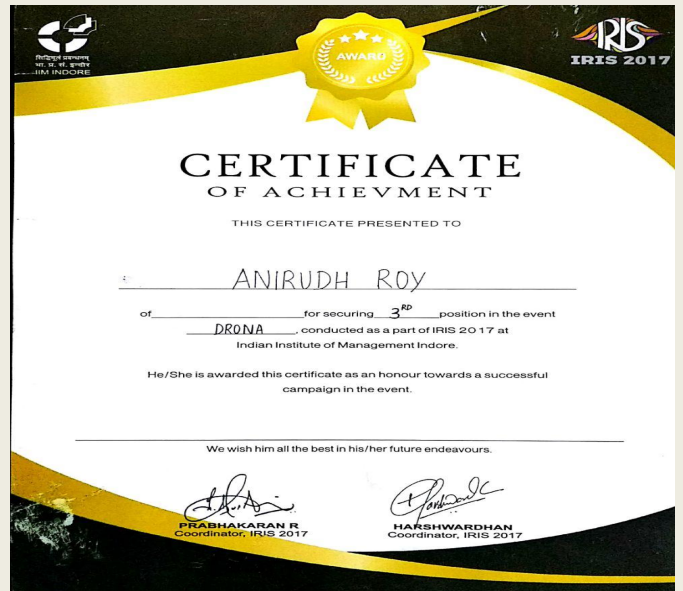 सिद्धिमूलं प्रबन्धनम्
भा. प्र. सं. इन्दौर
IIM INDORE
AWARD
IRIS
IRIS 2017
CERTIFICATE
OF ACHIEVMENT
THIS CERTIFICATE PRESENTED TO
ANIRUDH ROY
of for securing 3RD position in the event
DRONA, conducted as a part of IRIS 2017 at
Indian Institute of Management Indore.
He/She is awarded this certificate as an honour towards a successful
campaign in the event.
We wish him all the best in his/her future endeavours.
PRABHAKARAN R
Coordinator, IRIS 2017
HARSHWARDHAN
Coordinator, IRIS 2017